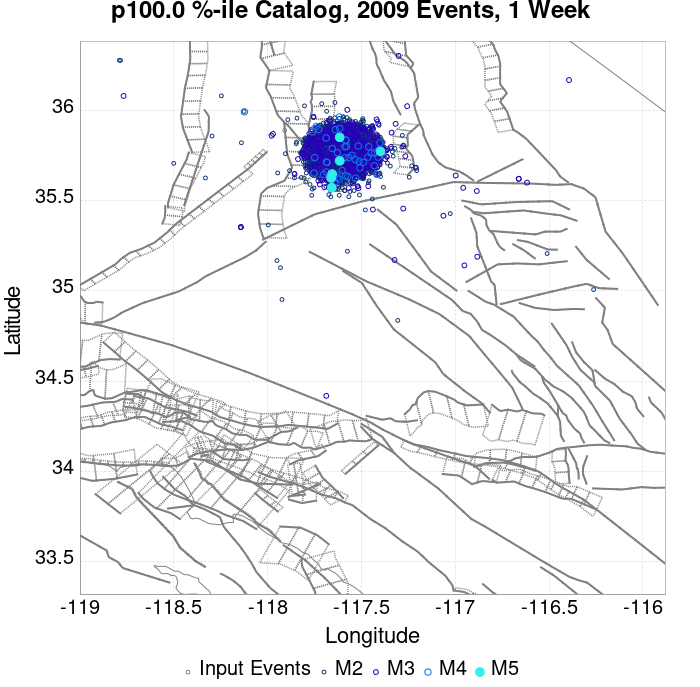 p100.0 %-ile Catalog, 2009 Events, 1 Week
36
35.5
35
34.5
34
33.5
Latitude
-119 -118.5 -118 -117.5 -117 -116.5 -116
Longitude
Input Events M2 M3 M4 M5